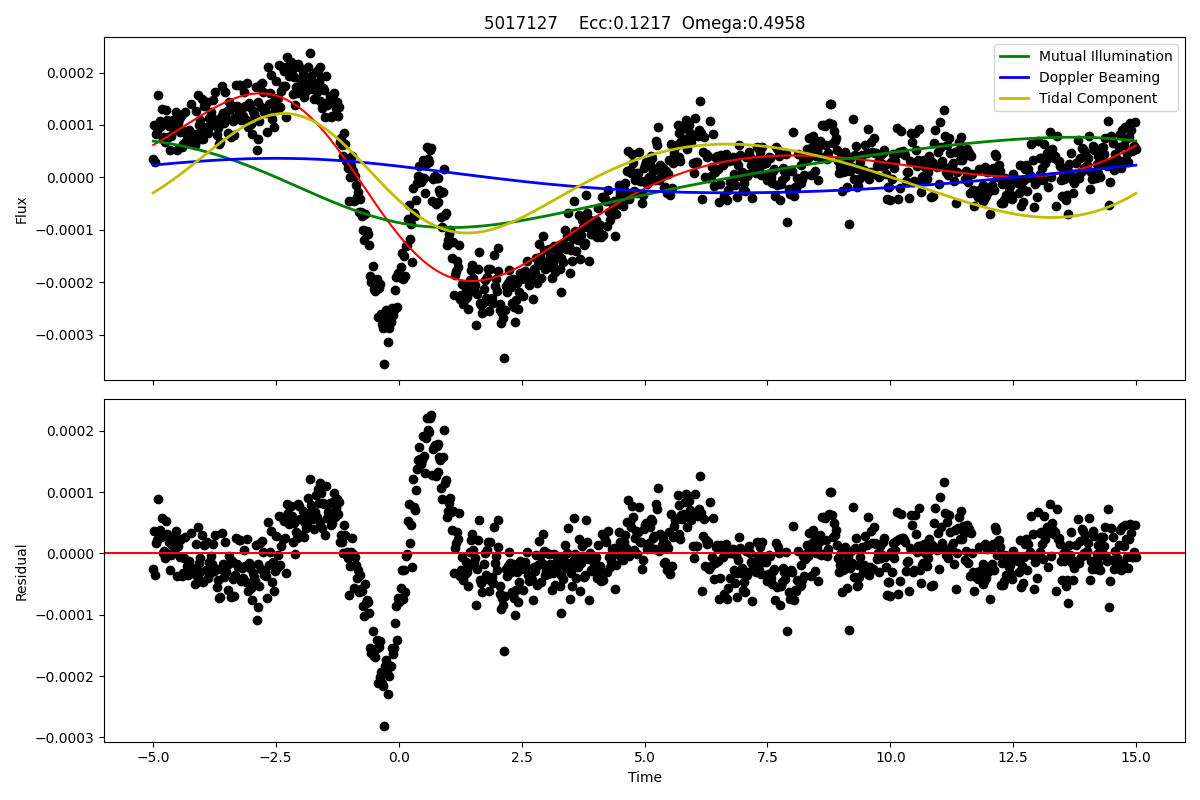 5017127    Ecc:0.1217  Omega:0.4958
Mutual Illumination
Doppler Beaming
Tidal Component
Flux
0.0002
0.0001
0.0000
−0.0001
−0.0002
−0.0003
Residual
0.0002
0.0001
0.0000
−0.0001
−0.0002
−0.0003
−5.0 −2.5 0.0 2.5 5.0 7.5 10.0 12.5 15.0
Time